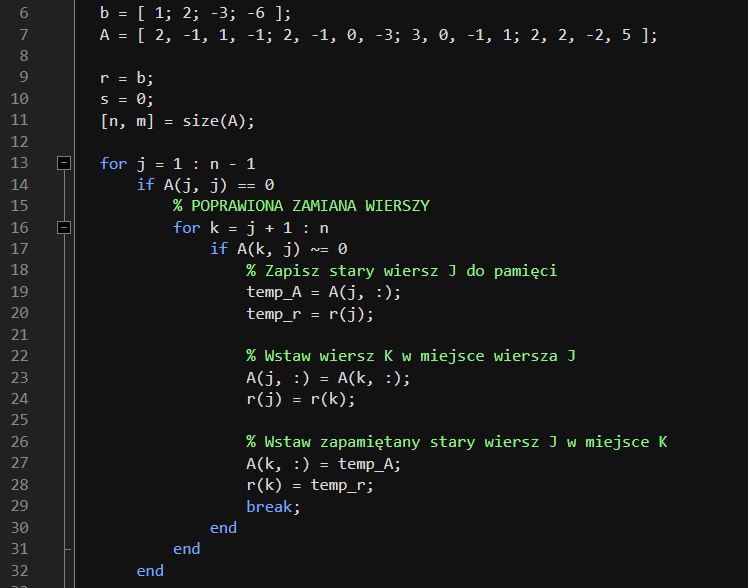 6 b = [ 1; 2; -3; -6 ];
7 A = [ 2, -1, 1, -1; 2, -1, 0, -3; 3, 0, -1, 1; 2, 2, -2, 5 ];
8
9 r = b;
10 s = 0;
11 [n, m] = size(A);
12
13 for j = 1 : n - 1
14 if A(j, j) == 0
15 % POPRAWIONA ZAMIANA WIERSZY
16 for k = j + 1 : n
17 if A(k, j) ~= 0
18 % Zapisz stary wiersz J do pamięci
19 temp_A = A(j, :);
20 temp_r = r(j);
21
22 % Wstaw wiersz K w miejsce wiersza J
23 A(j, :) = A(k, :);
24 r(j) = r(k);
25
26 % Wstaw zapamiętany stary wiersz J w miejsce K
27 A(k, :) = temp_A;
28 r(k) = temp_r;
29 break;
30 end
31 end
32 end